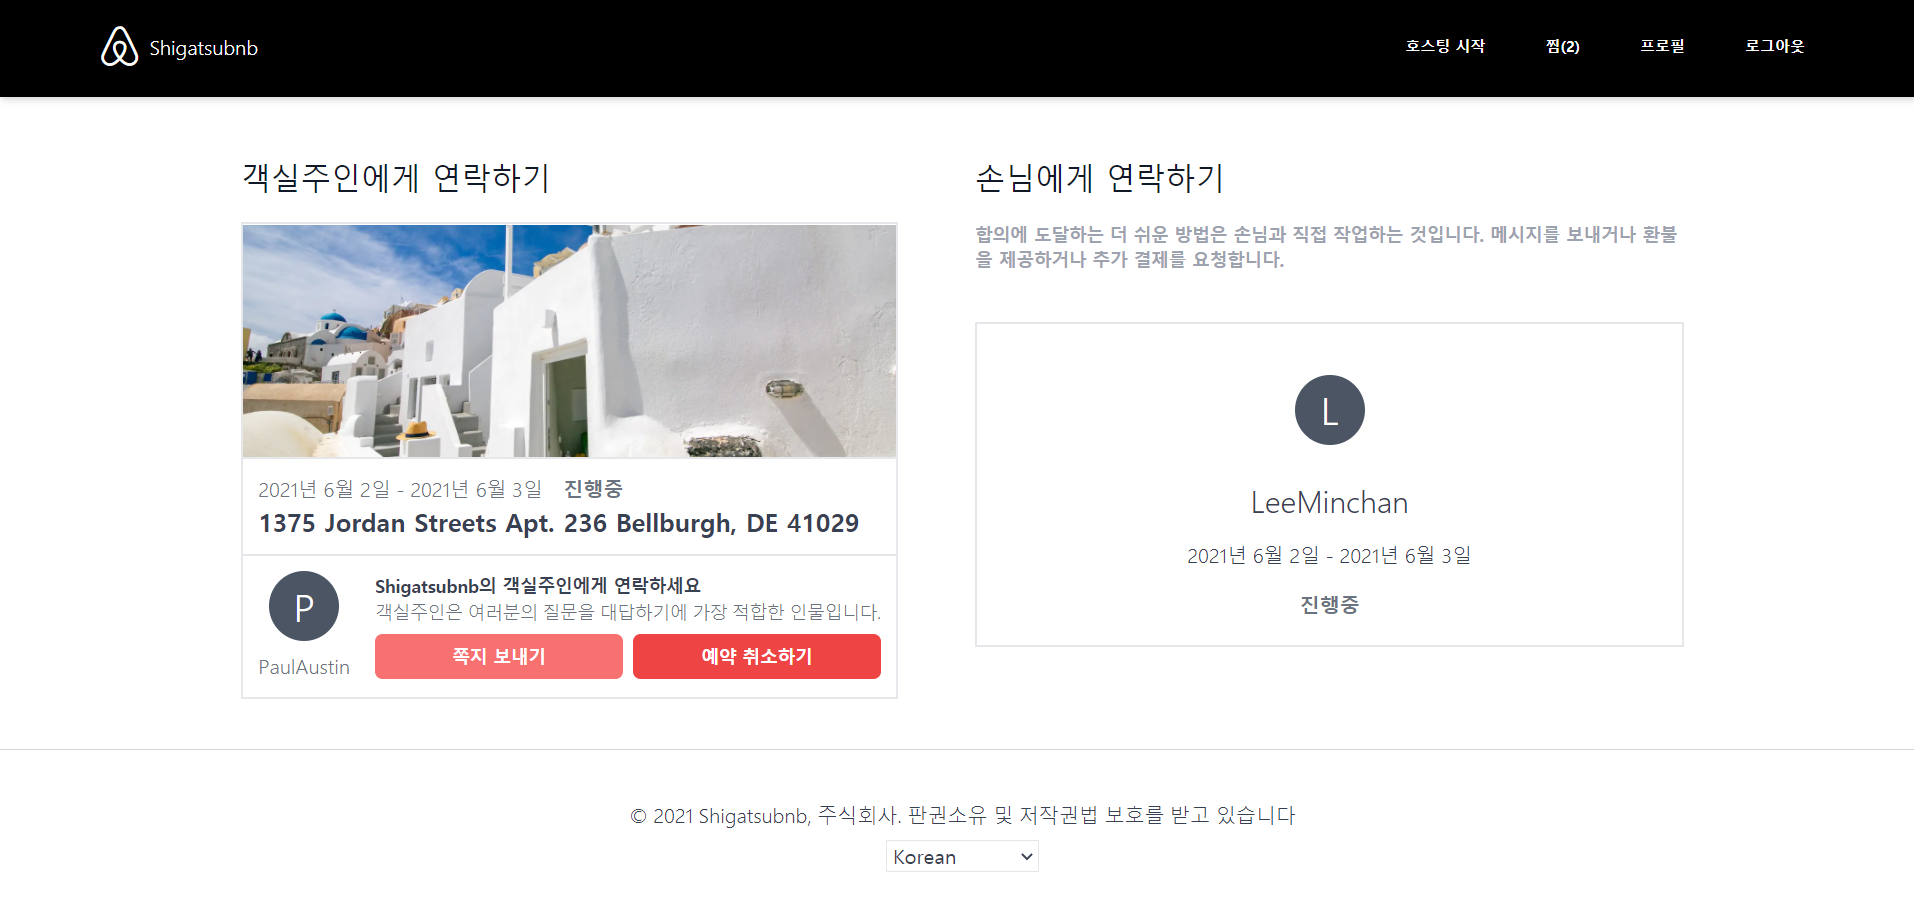 Shigatsubnb
호스팅 시작
찜(2)
프로필
로그아웃
객실주인에게 연락하기
2021년 6월 2일 - 2021년 6월 3일 진행중
1375 Jordan Streets Apt. 236 Bellburgh, DE 41029
P
PaulAustin
Shigatsubnb의 객실주인에게 연락하세요
객실주인은 여러분의 질문을 대답하기에 가장 적합한 인물입니다.
쪽지 보내기
예약 취소하기
손님에게 연락하기
합의에 도달하는 더 쉬운 방법은 손님과 직접 작업하는 것입니다. 메시지를 보내거나 환불
을 제공하거나 추가 결제를 요청합니다.
L
LeeMinchan
2021년 6월 2일 - 2021년 6월 3일
진행중
© 2021 Shigatsubnb, 주식회사. 판권소유 및 저작권법 보호를 받고 있습니다
Korean